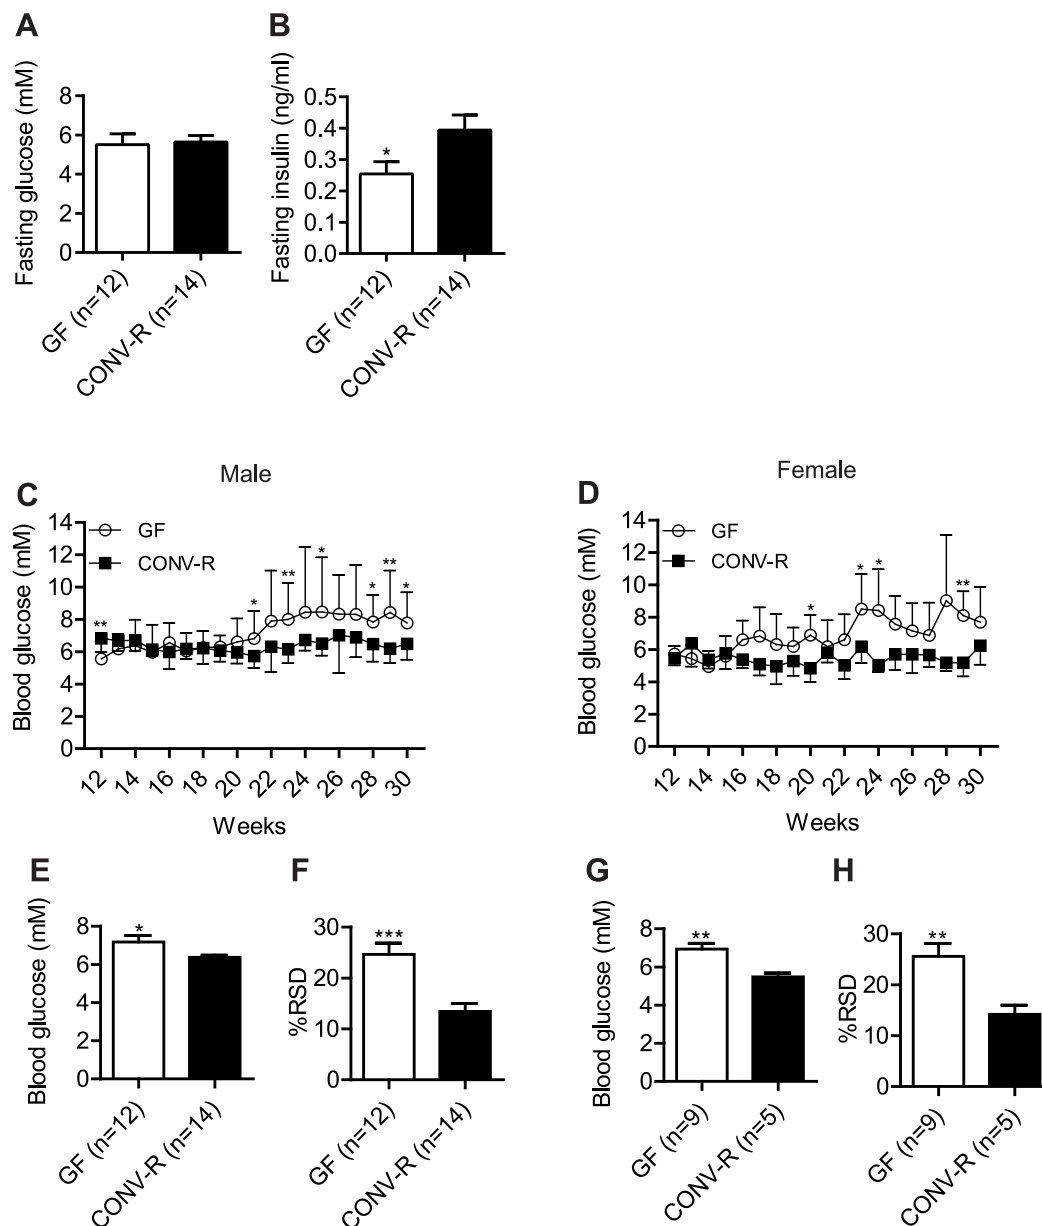 A
Fasting glucose (mM)
8
6
4
2
0
GF (n=12)
CONV-R (n=14)
B
Fasting insulin (ng/ml)
0.5
0.4
0.3
0.2
0.1
0.0
*
GF (n=12)
CONV-R (n=14)
C
Male
Blood glucose (mM)
14
12
10
8
6
4
2
0
GF
CONV-R
**
*
**
*
*
**
*
12 14 16 18 20 22 24 26 28 30
Weeks
D
Female
Blood glucose (mM)
14
12
10
8
6
4
2
0
GF
CONV-R
*
*
*
**
12 14 16 18 20 22 24 26 28 30
Weeks
E
Blood glucose (mM)
8
6
4
2
0
*
GF (n=12)
CONV-R (n=14)
F
%RSD
30
20
10
0
***
GF (n=12)
CONV-R (n=14)
G
Blood glucose (mM)
8
6
4
2
0
**
GF (n=9)
CONV-R (n=5)
H
%RSD
30
20
10
0
**
GF (n=9)
CONV-R (n=5)